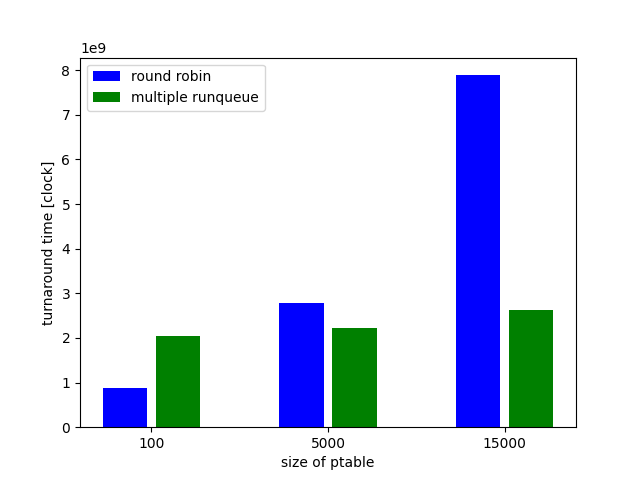 1e9
round robin
multiple runqueue
turnaround time [clock]
8
7
6
5
4
3
2
1
0
100 5000 15000
size of ptable